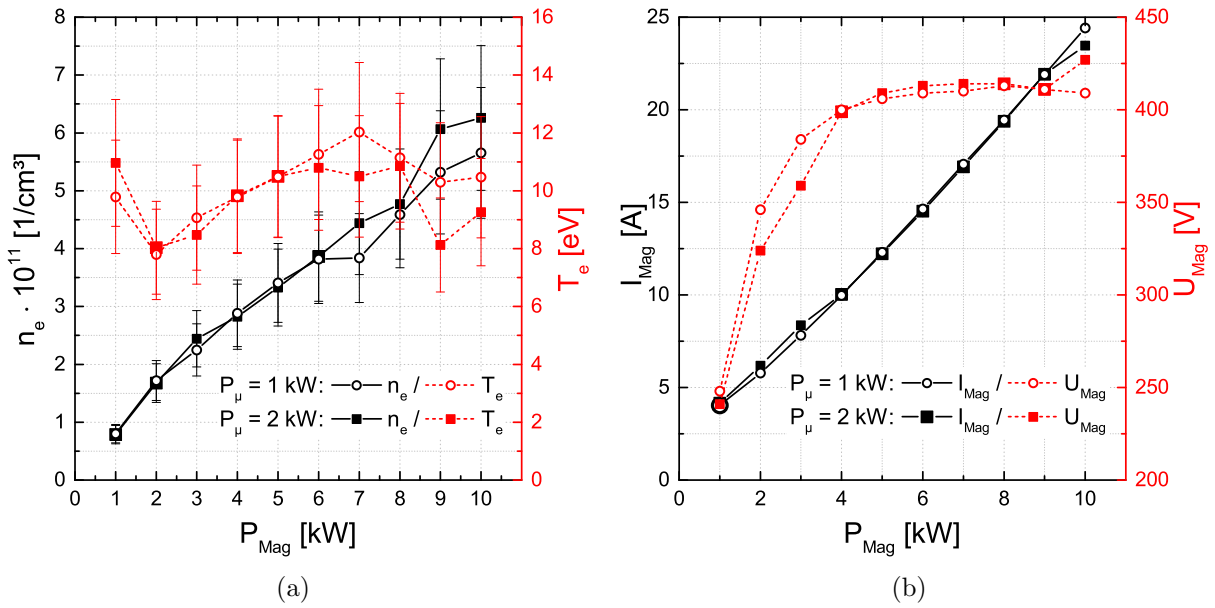 8
7
6
5
4
3
2
1
0
n_e · 10^11 [1/cm³]
16
14
12
10
8
6
4
2
0
T_e [eV]
P_μ = 1 kW: n_e / T_e
P_μ = 2 kW: n_e / T_e
0 1 2 3 4 5 6 7 8 9 10
P_Mag [kW]
(a)
25
20
15
10
5
0
I_Mag [A]
450
400
350
300
250
200
U_Mag [V]
P_μ = 1 kW: I_Mag / U_Mag
P_μ = 2 kW: I_Mag / U_Mag
0 2 4 6 8 10
P_Mag [kW]
(b)